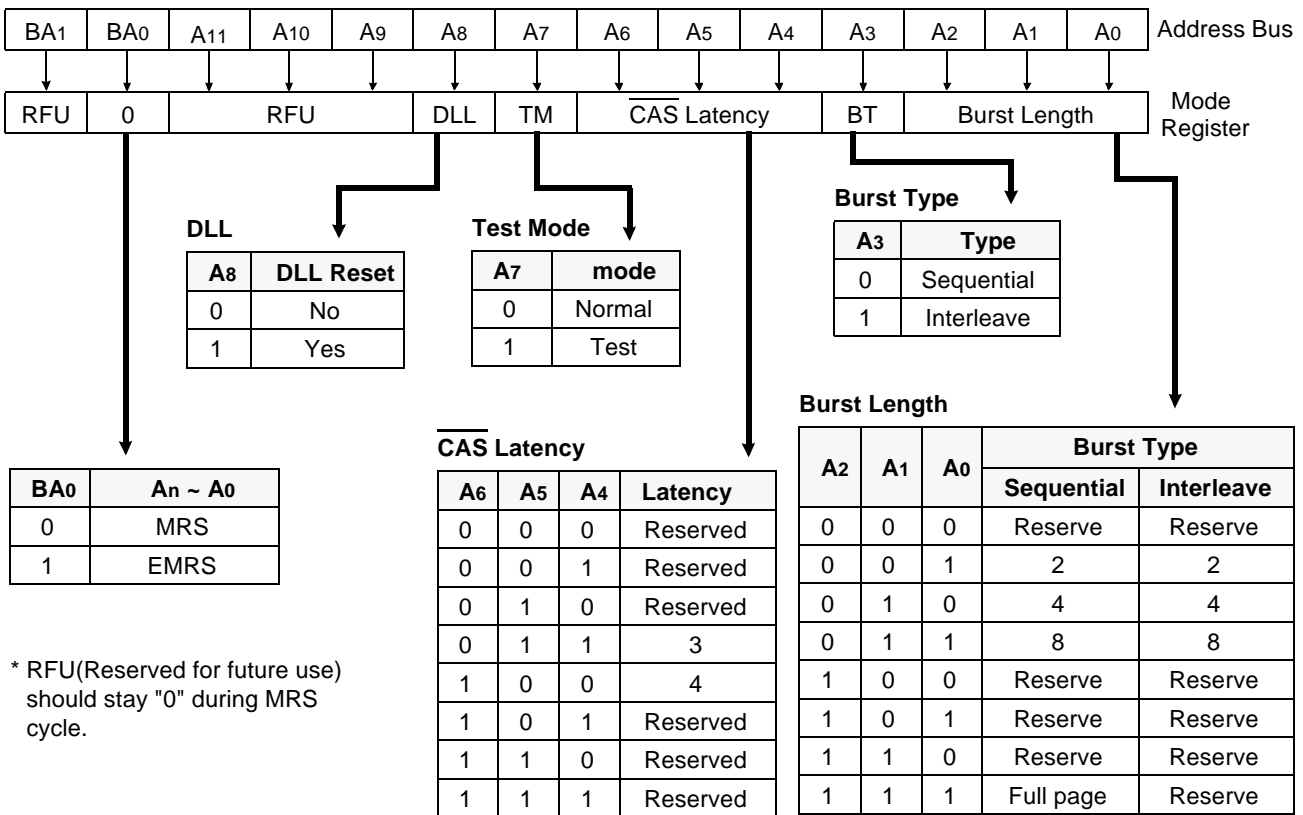 BA1 BA0 A11 A10 A9 A8 A7 A6 A5 A4 A3 A2 A1 A0 Address Bus
RFU 0 RFU DLL TM CAS Latency BT Burst Length Mode Register
DLL
A8 DLL Reset
0 No
1 Yes
Test Mode
A7 mode
0 Normal
1 Test
Burst Type
A3 Type
0 Sequential
1 Interleave
BA0 An ~ A0
0 MRS
1 EMRS
* RFU(Reserved for future use)
should stay "0" during MRS
cycle.
CAS Latency
A6 A5 A4 Latency
0 0 0 Reserved
0 0 1 Reserved
0 1 0 Reserved
0 1 1 3
1 0 0 4
1 0 1 Reserved
1 1 0 Reserved
1 1 1 Reserved
Burst Length
A2 A1 A0 Burst Type
Sequential Interleave
0 0 0 Reserve Reserve
0 0 1 2 2
0 1 0 4 4
0 1 1 8 8
1 0 0 Reserve Reserve
1 0 1 Reserve Reserve
1 1 0 Reserve Reserve
1 1 1 Full page Reserve